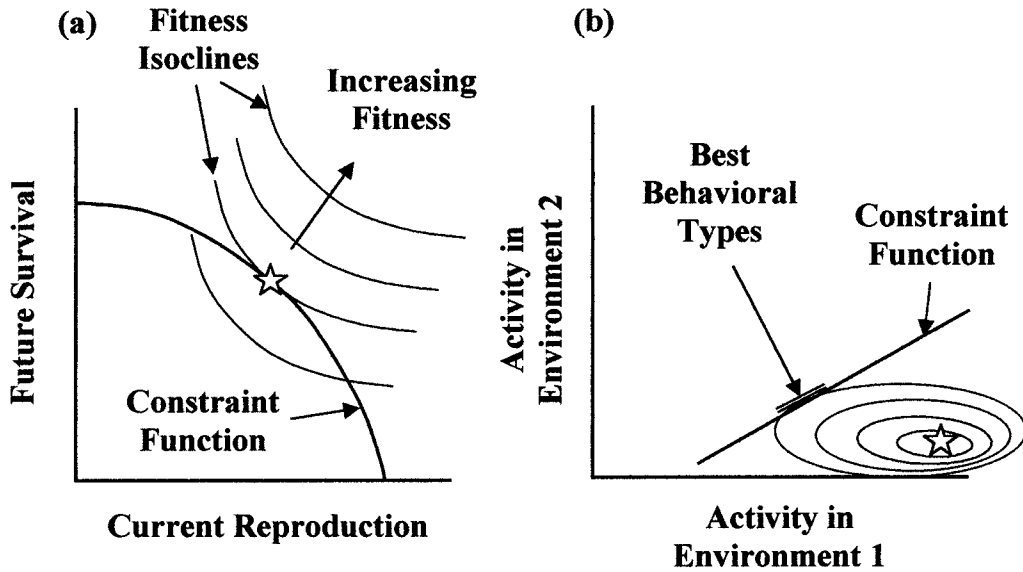 (a)
Fitness
Isoclines
Increasing
Fitness
Future Survival
Constraint
Function
Current Reproduction
(b)
Best
Behavioral
Types
Constraint
Function
Activity in
Environment 2
Activity in
Environment 1